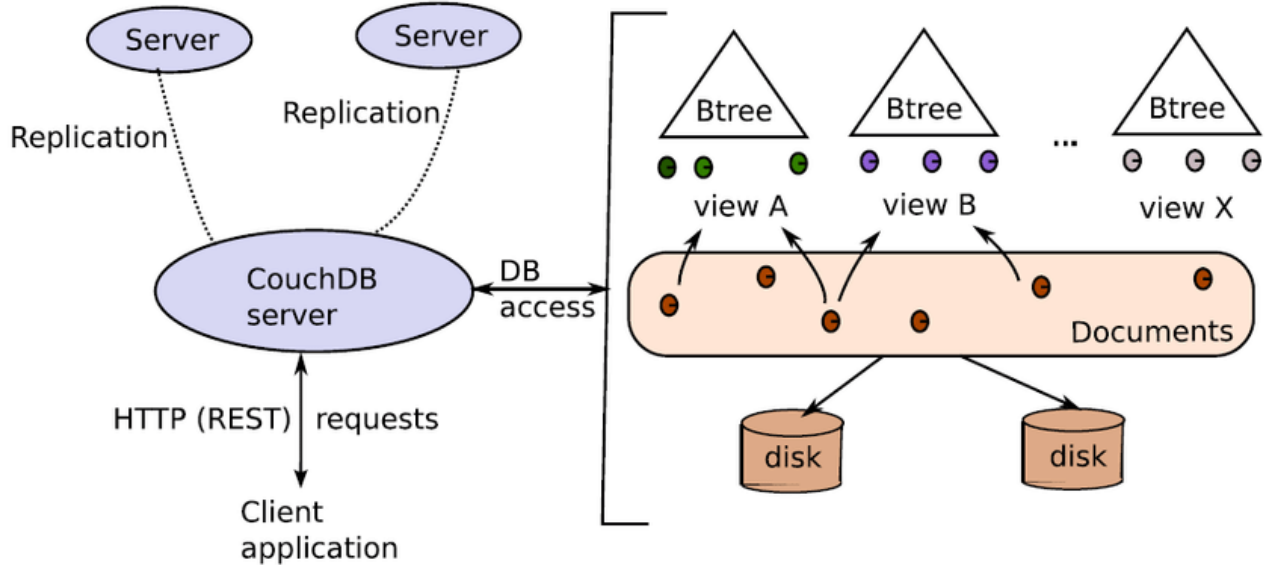 Server
Server
Replication
Replication
CouchDB
server
DB
access
HTTP (REST) requests
Client
application
Btree
Btree
...
Btree
view A
view B
view X
Documents
disk
disk